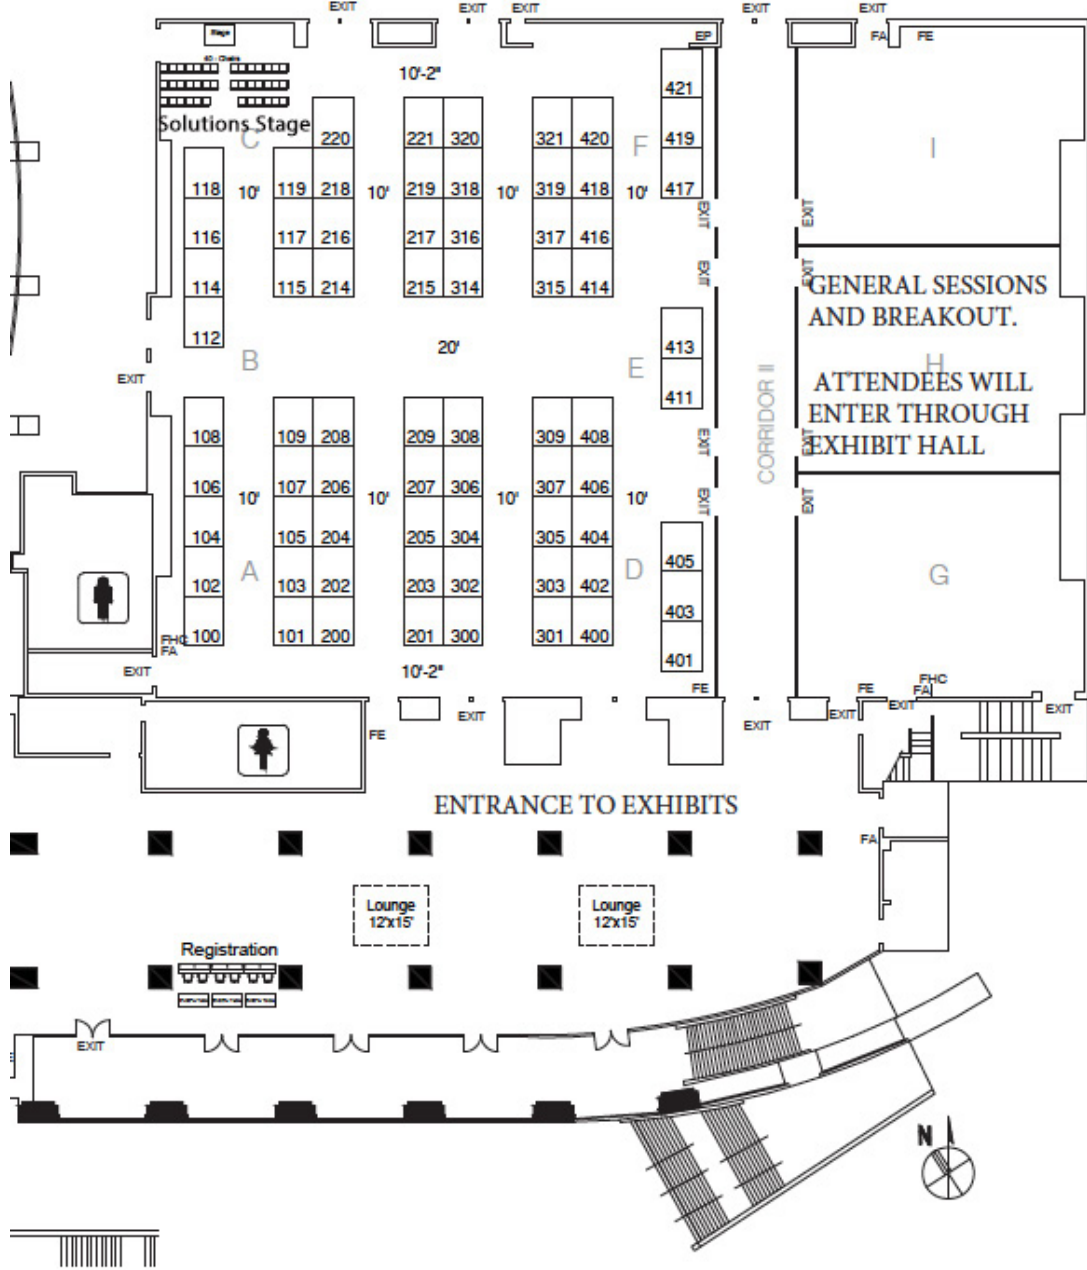 EXIT EXIT EXIT EXIT EXIT
Stage
EP FA FE
40 - Chairs
10'-2"
421
Solutions Stage
C 220 221 320 321 420 F 419 I
118 10' 119 218 10' 219 318 10' 319 418 10' 417
EXIT EXIT
116 117 216 217 316 317 416
EXIT EXIT
114 115 214 215 314 315 414
GENERAL SESSIONS
AND BREAKOUT.
112 20' 413
B E H
EXIT
ATTENDEES WILL
411
CORRIDOR II
ENTER THROUGH
108 109 208 209 308 309 408
EXIT EXIT
EXHIBIT HALL
106 107 206 207 306 307 406
10' 10' 10' 10'
EXIT EXIT
104 105 204 205 304 305 404
405
A D G
102 103 202 203 302 303 402
403
100 101 200 201 300 301 400
FHC
FA
401
EXIT 10'-2"
FE FE FA FHC
EXIT EXIT EXIT EXIT EXIT
FE
ENTRANCE TO EXHIBITS
FA
Lounge
12'x15'
Lounge
12'x15'
Registration
EXIT
E
N